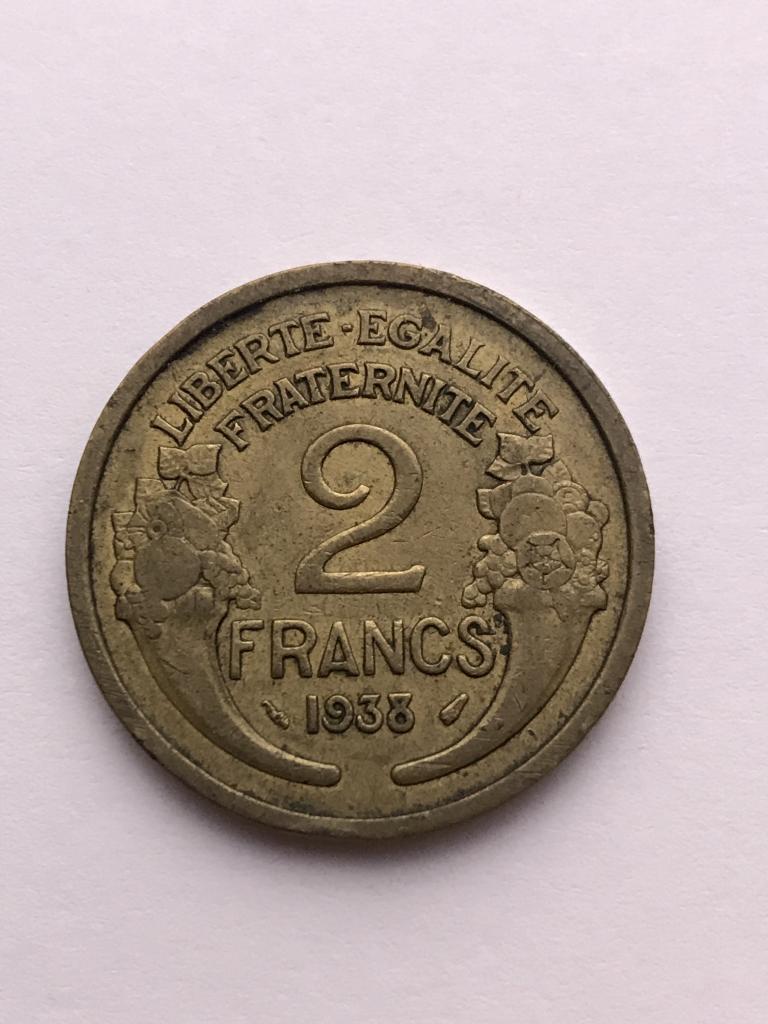 LIBERTE · EGALITE
FRATERNITE
2
FRANCS
1938